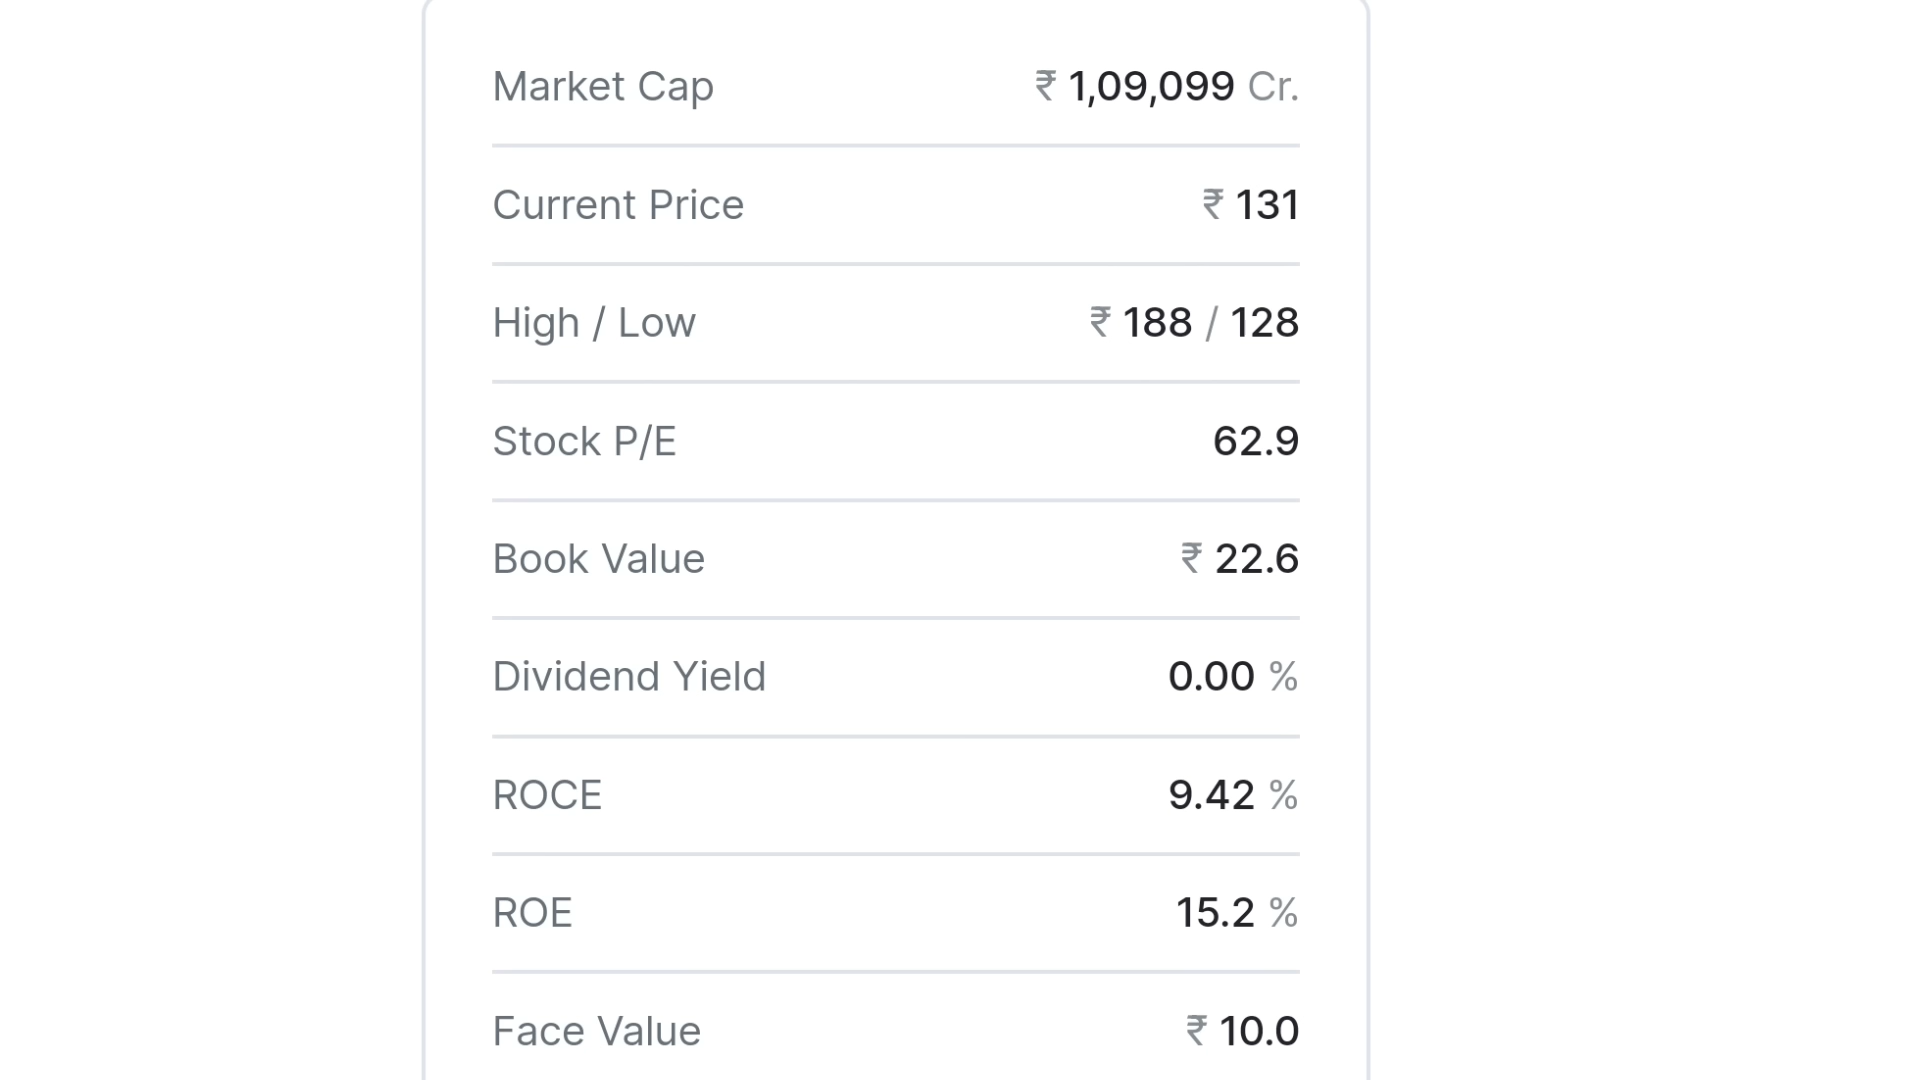 Market Cap ₹ 1,09,099 Cr.
Current Price ₹ 131
High / Low ₹ 188 / 128
Stock P/E 62.9
Book Value ₹ 22.6
Dividend Yield 0.00 %
ROCE 9.42 %
ROE 15.2 %
Face Value ₹ 10.0